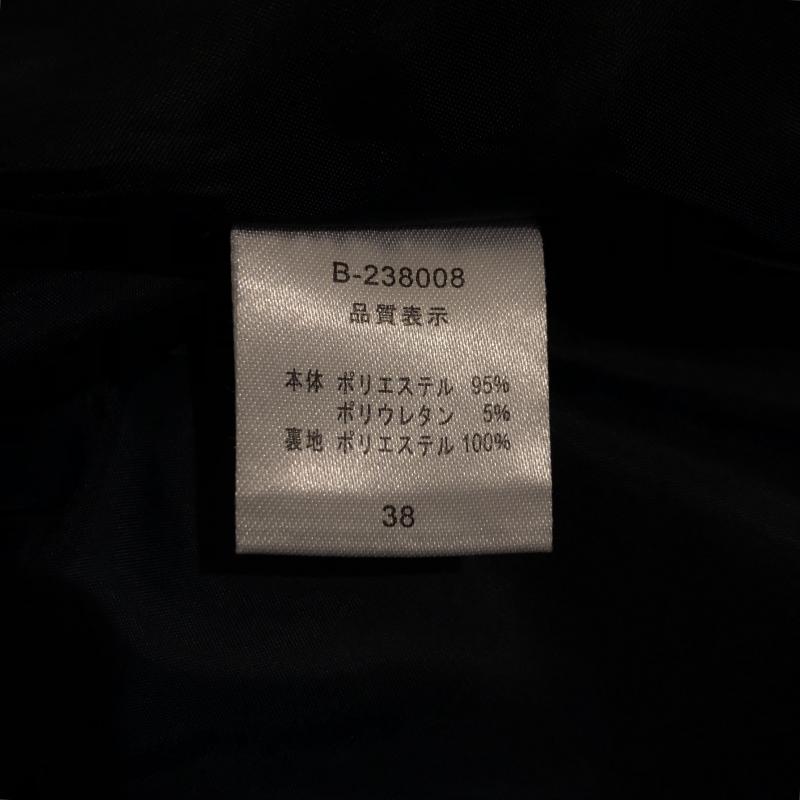 B-238008
品質表示
本体 ポリエステル 95%
ポリウレタン 5%
裏地 ポリエステル 100%
38